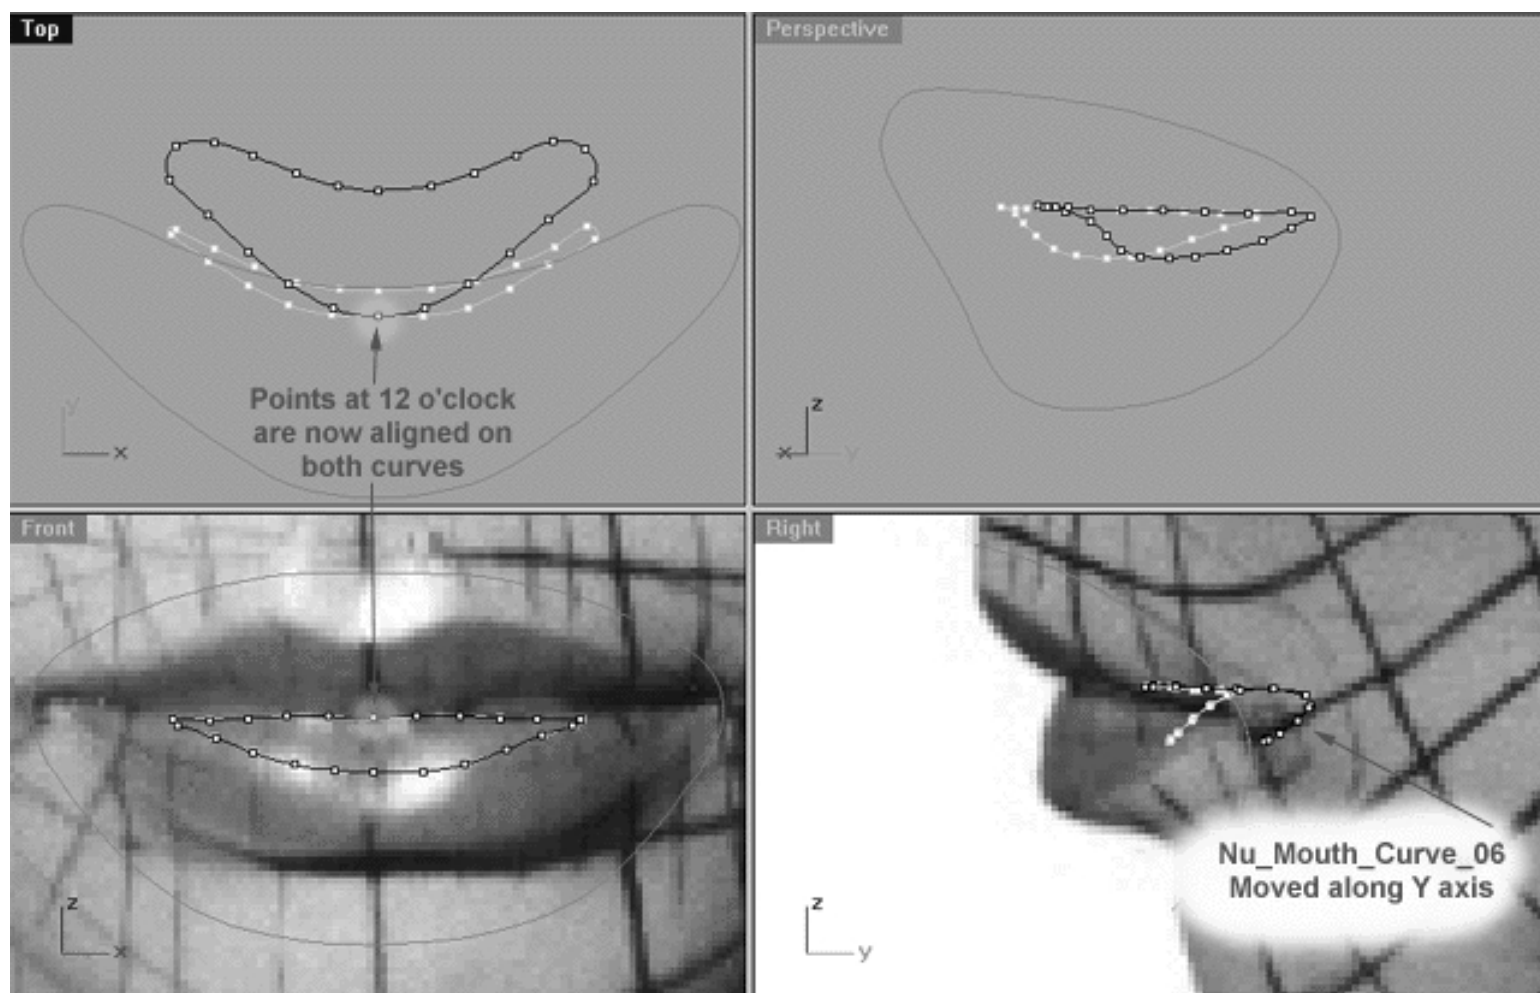 Top
Perspective
Points at 12 o'clock
are now aligned on
both curves
y
x
z
x
y
Front
Right
z
x
Nu_Mouth_Curve_06
Moved along Y axis
z
y